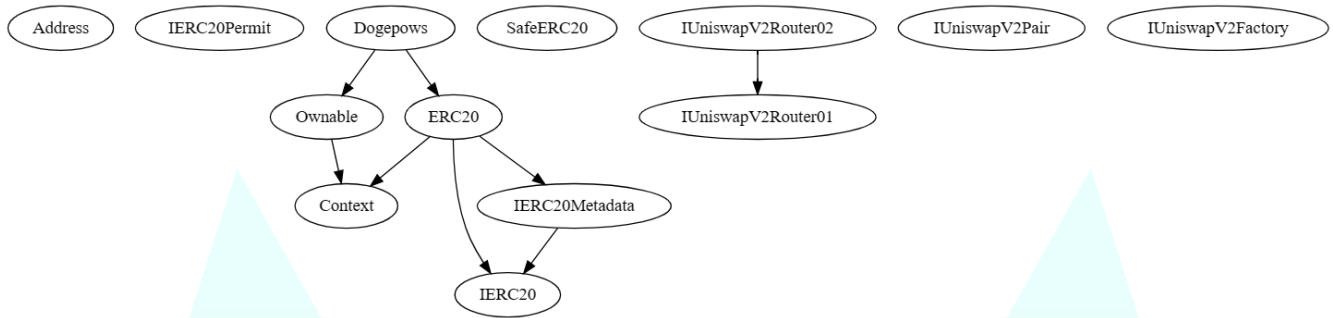 Address
IERC20Permit
Dogepows
SafeERC20
IUniswapV2Router02
IUniswapV2Pair
IUniswapV2Factory
Ownable
ERC20
IUniswapV2Router01
Context
IERC20Metadata
IERC20